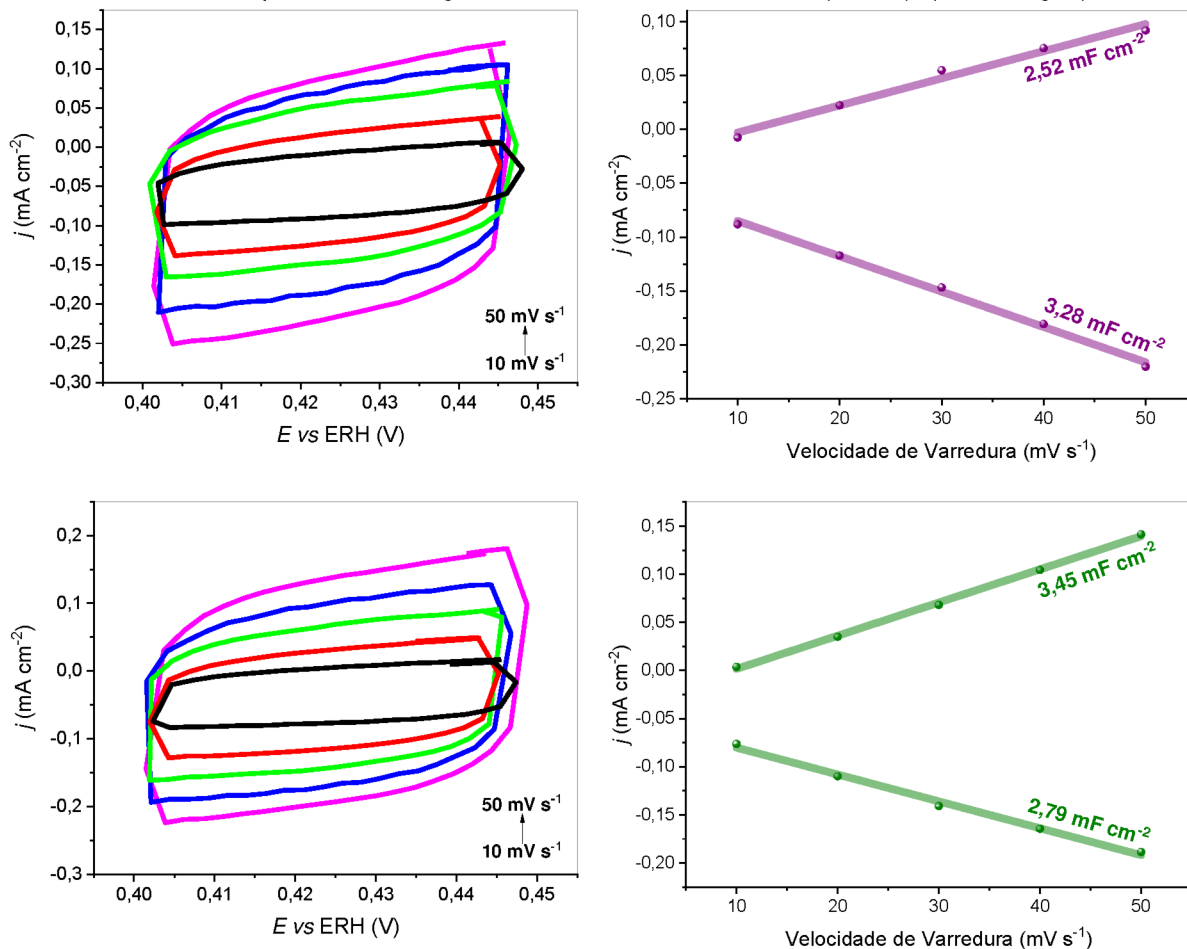 0,15
0,10
0,05
0,00
-0,05
-0,10
-0,15
-0,20
-0,25
-0,30
j (mA cm⁻²)
50 mV s⁻¹
10 mV s⁻¹
0,40 0,41 0,42 0,43 0,44 0,45
E vs ERH (V)
0,10
0,05
0,00
-0,05
-0,10
-0,15
-0,20
-0,25
j (mA cm⁻²)
2,52 mF cm⁻²
3,28 mF cm⁻²
10 20 30 40 50
Velocidade de Varredura (mV s⁻¹)
0,2
0,1
0,0
-0,1
-0,2
-0,3
j (mA cm⁻²)
50 mV s⁻¹
10 mV s⁻¹
0,40 0,41 0,42 0,43 0,44 0,45
E vs ERH (V)
0,15
0,10
0,05
0,00
-0,05
-0,10
-0,15
-0,20
j (mA cm⁻²)
3,45 mF cm⁻²
2,79 mF cm⁻²
10 20 30 40 50
Velocidade de Varredura (mV s⁻¹)